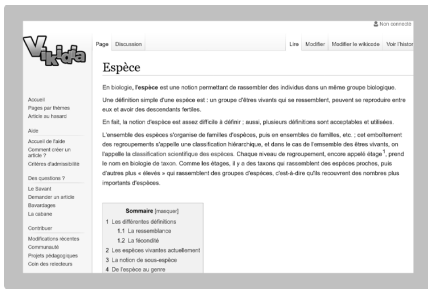 Non connecté
Vikidia
Page Discussion Lire Modifier Modifier le wikicode Voir l'histor
Espèce
En biologie, l'espèce est une notion permettant de rassembler des individus dans un même groupe biologique.
Une définition simple d'une espèce est : un groupe d'êtres vivants qui se ressemblent, peuvent se reproduire entre
eux et avoir des descendants fertiles.
En fait, la notion d'espèce est assez difficile à définir ; aussi, plusieurs définitions sont acceptables et utilisées.
L'ensemble des espèces s'organise de familles d'espèces, puis en ensembles de familles, etc. ; cet emboîtement
des regroupements s'appelle une classification hiérarchique, et dans le cas de l'ensemble des êtres vivants, on
l'appelle la classification scientifique des espèces. Chaque niveau de regroupement, encore appelé étage1, prend
le nom en biologie de taxon. Comme les étages, il y a des taxons qui rassemblent des espèces proches, puis
d'autres plus « élevés » qui rassemblent des groupes d'espèces, c'est-à-dire qu'ils recouvrent des nombres plus
importants d'espèces.
Sommaire [masquer]
1 Les différentes définitions
1.1 La ressemblance
1.2 La fécondité
2 Les espèces vivantes actuellement
3 La notion de sous-espèce
4 De l'espèce au genre
Accueil
Pages par thèmes
Article au hasard
Aide
Accueil de l'aide
Comment créer un
article ?
Critères d'admissibilité
Des questions ?
Le Savant
Demander un article
Bavardages
La cabane
Contribuer
Modifications récentes
Communauté
Projets pédagogiques
Coin des relecteurs